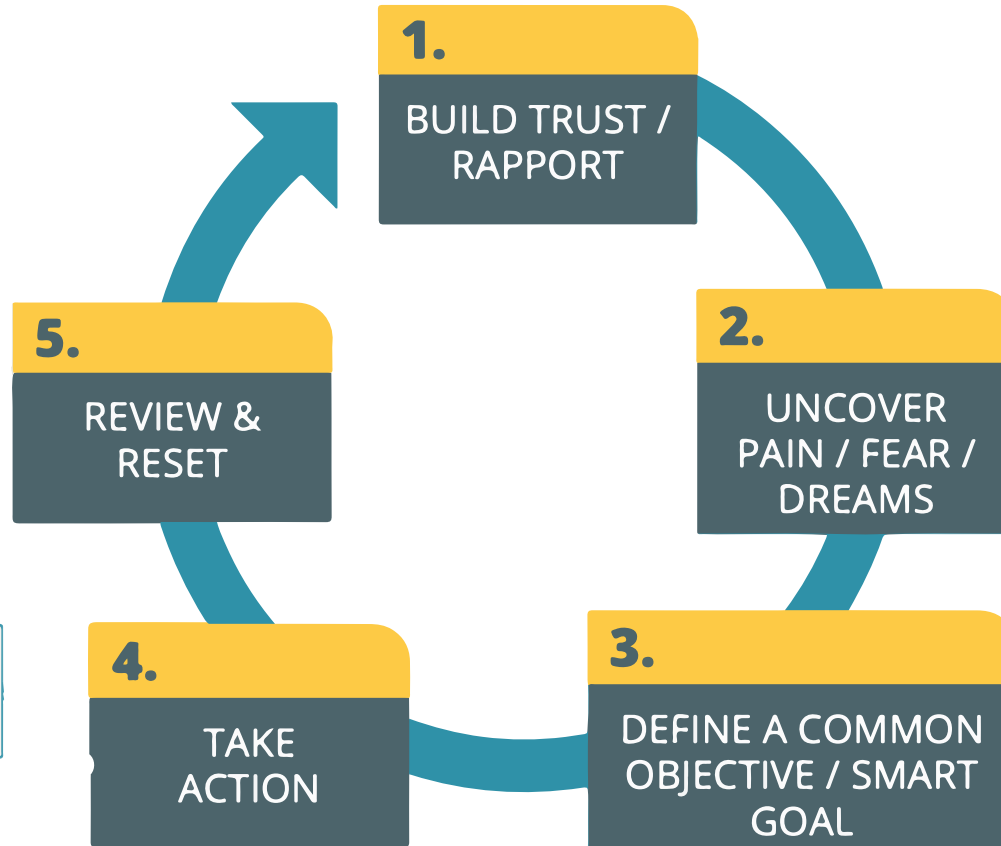 1.
BUILD TRUST /
RAPPORT
2.
UNCOVER
PAIN / FEAR /
DREAMS
3.
DEFINE A COMMON
OBJECTIVE / SMART
GOAL
4.
TAKE
ACTION
5.
REVIEW &
RESET